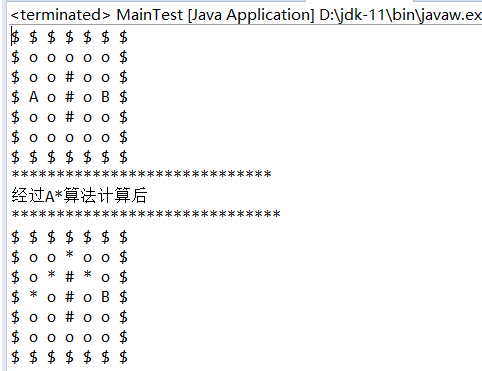 <terminated> MainTest [Java Application] D:\jdk-11\bin\javaw.ex
$ $ $ $ $ $ $
$ o o o o o $
$ o o # o o $
$ A o # o B $
$ o o # o o $
$ o o o o o $
$ $ $ $ $ $ $
*****************************
经过A*算法计算后
******************************
$ $ $ $ $ $ $
$ o o * o o $
$ o * # * o $
$ * o # o B $
$ o o # o o $
$ o o o o o $
$ $ $ $ $ $ $